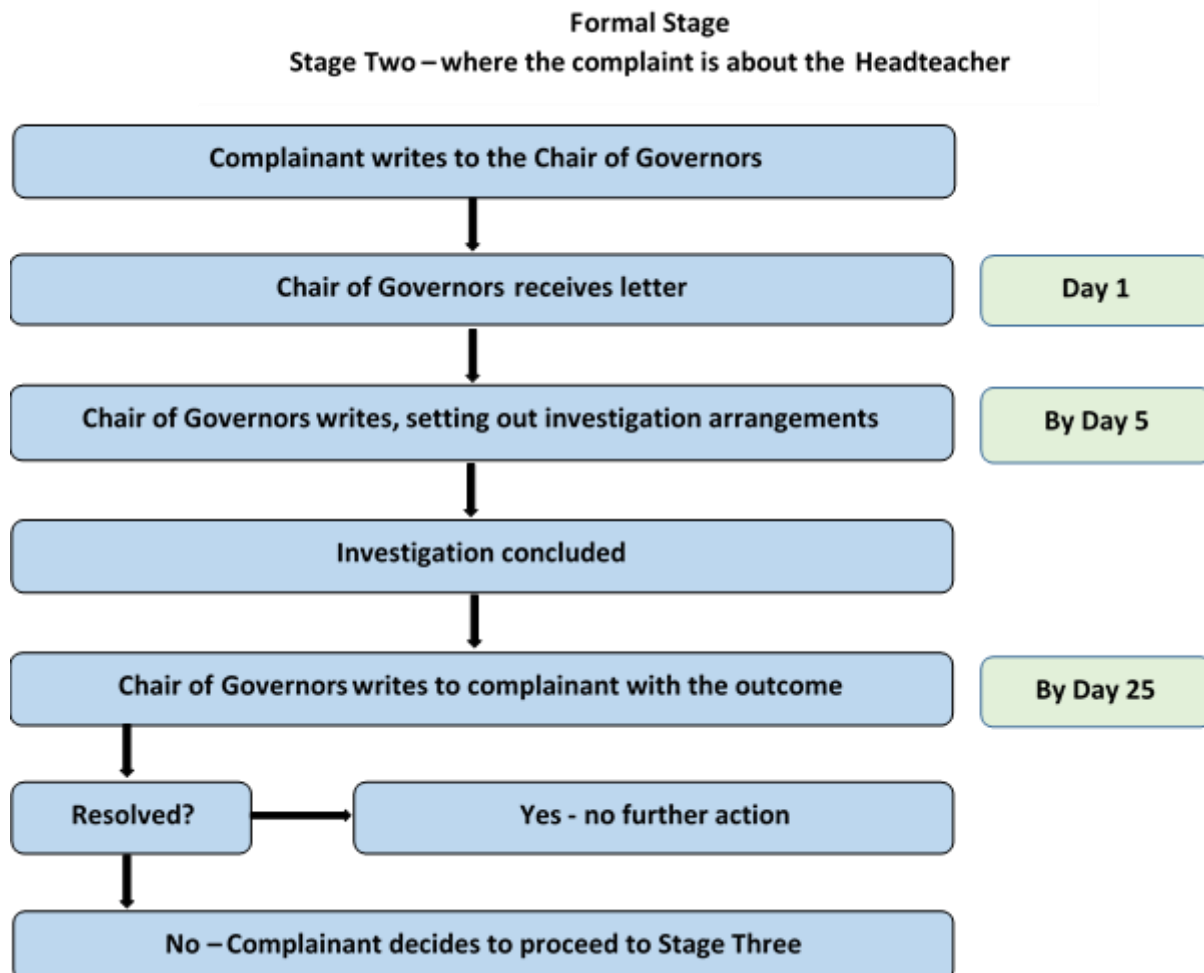 Formal Stage
Stage Two – where the complaint is about the Headteacher
Complainant writes to the Chair of Governors
Chair of Governors receives letter
Day 1
Chair of Governors writes, setting out investigation arrangements
By Day 5
Investigation concluded
Chair of Governors writes to complainant with the outcome
By Day 25
Resolved?
Yes - no further action
No – Complainant decides to proceed to Stage Three